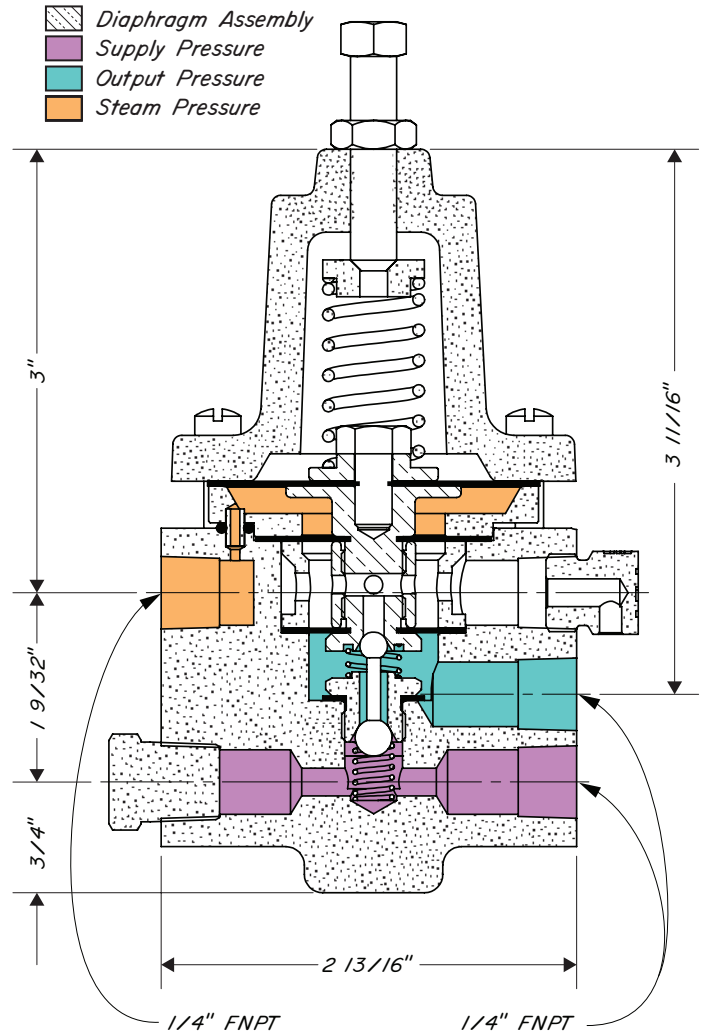 Diaphragm Assembly
Supply Pressure
Output Pressure
Steam Pressure
3"
3 11/16"
1 9/32"
3/4"
2 13/16"
1/4" FNPT
1/4" FNPT